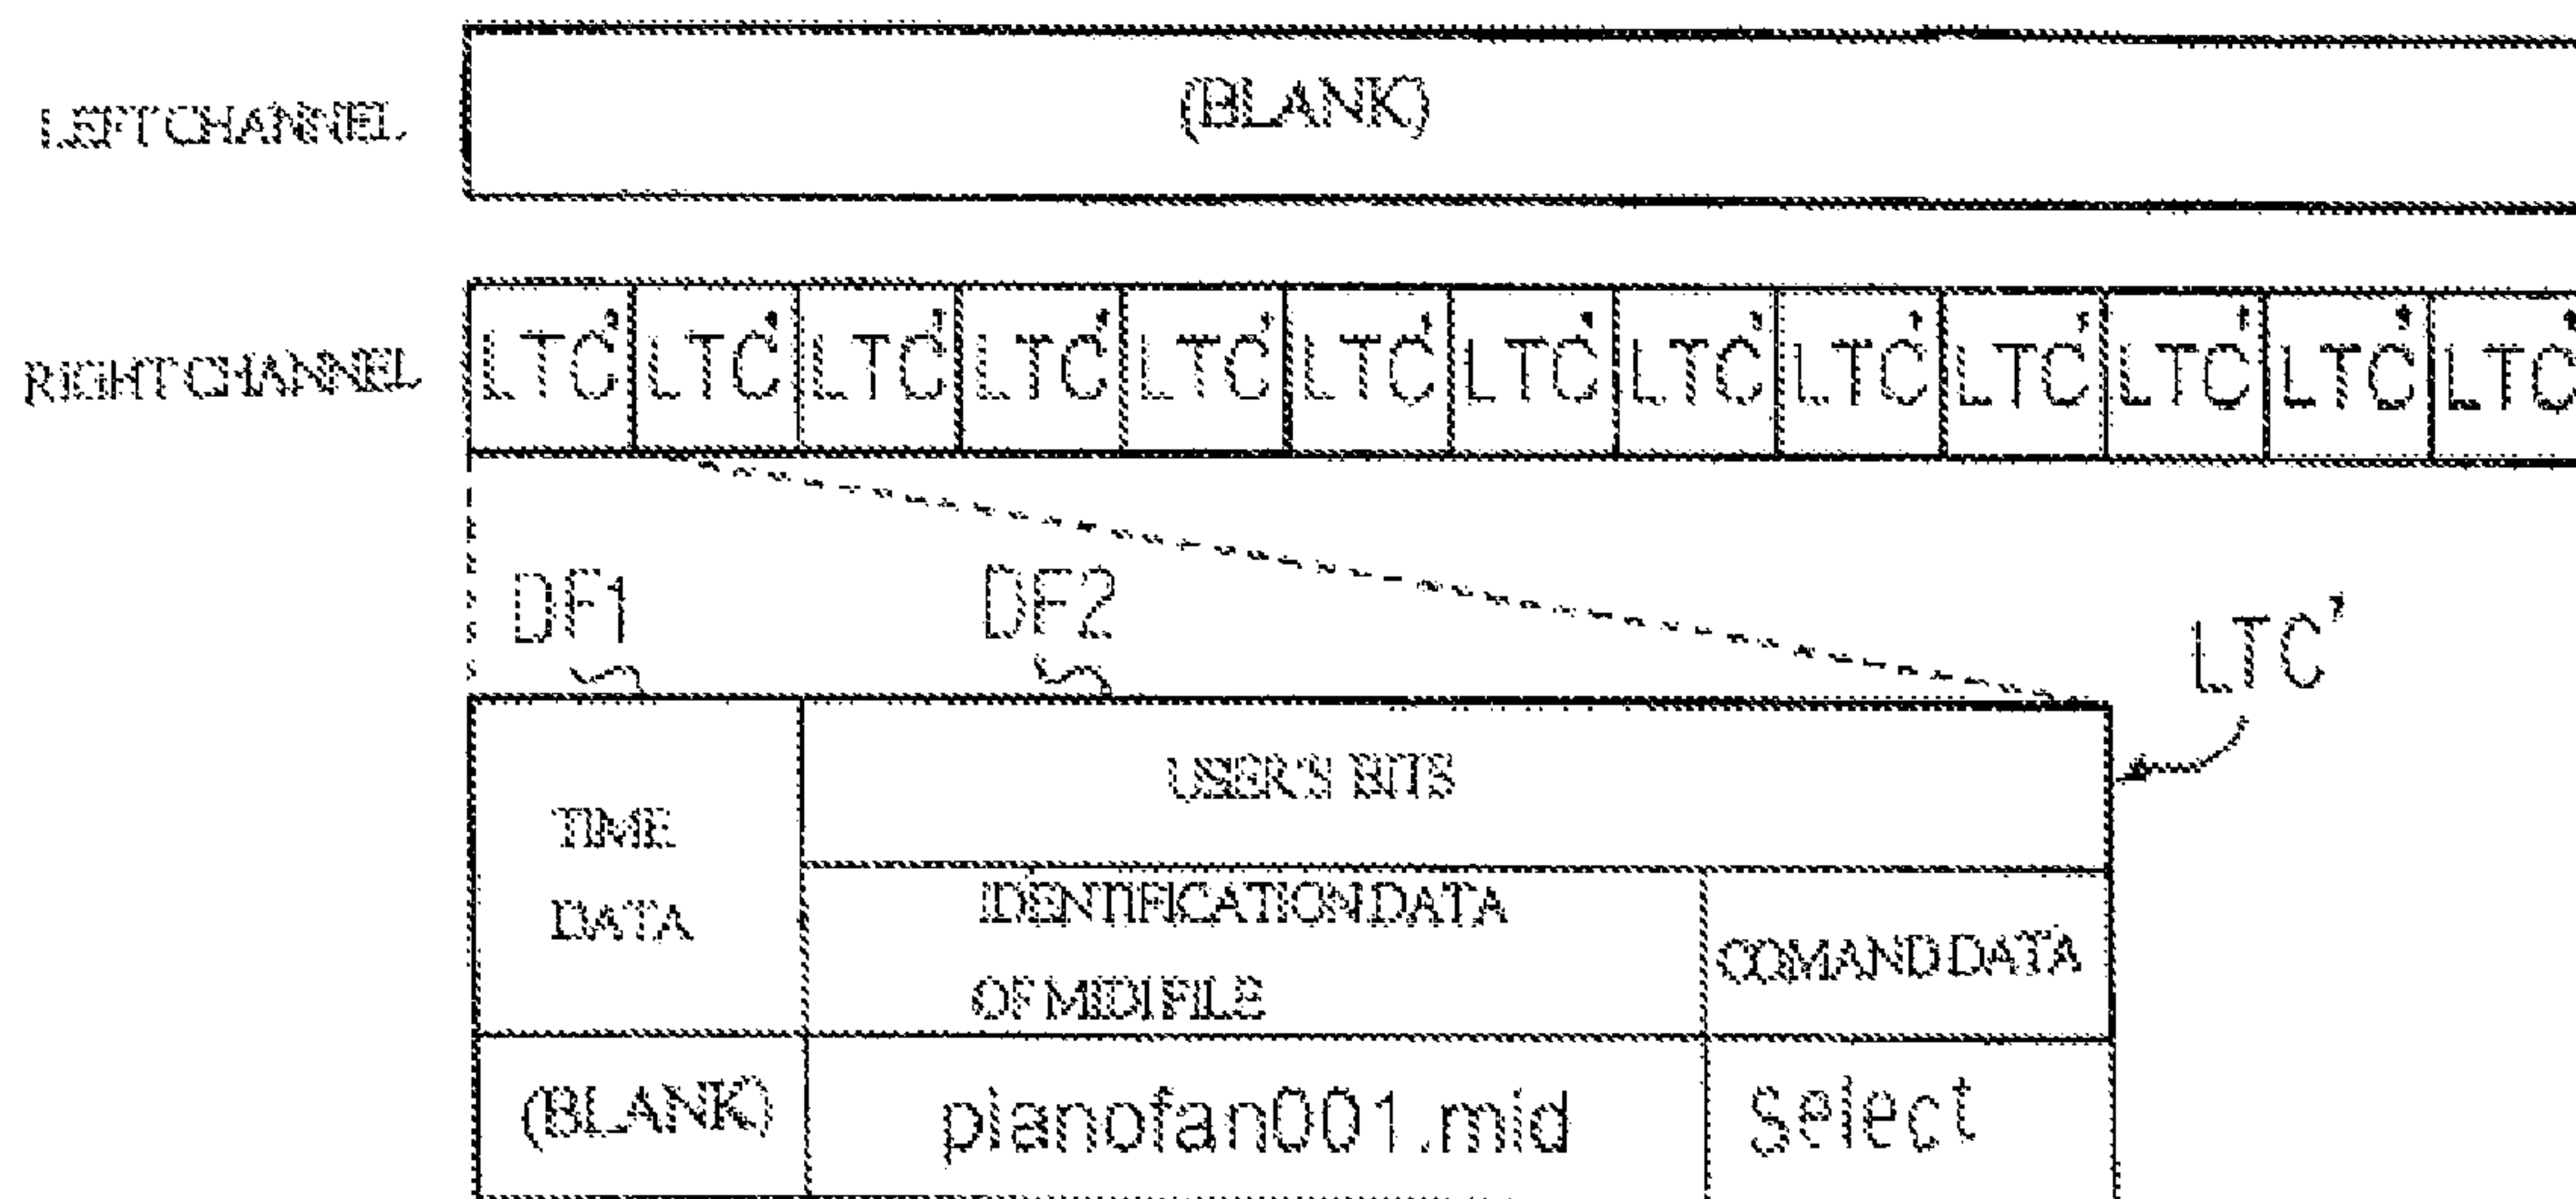 LEFT CHANNEL (BLANK)
RIGHT CHANNEL LTC' LTC' LTC' LTC' LTC' LTC' LTC' LTC' LTC' LTC' LTC' LTC' LTC'
DF1 DF2 LTC'
USER'S BITS
TIME
DATA
IDENTIFICATION DATA
OF MIDI FILE
COMAND DATA
(BLANK) pianofan001.mid Select